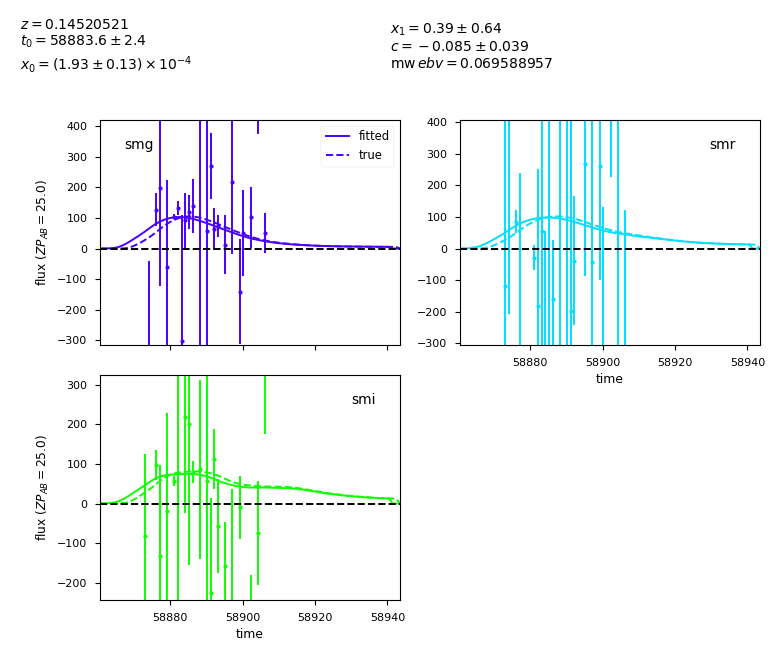 z = 0.14520521
t₀ = 58883.6 ± 2.4
x₀ = (1.93 ± 0.13) × 10⁻⁴
x₁ = 0.39 ± 0.64
c = −0.085 ± 0.039
mw ebv = 0.069588957
smg
fitted
true
400
300
200
100
0
−100
−200
−300
flux (ZP_AB = 25.0)
smr
400
300
200
100
0
−100
−200
−300
58880
58900
58920
58940
time
smi
300
200
100
0
−100
−200
flux (ZP_AB = 25.0)
58880
58900
58920
58940
time